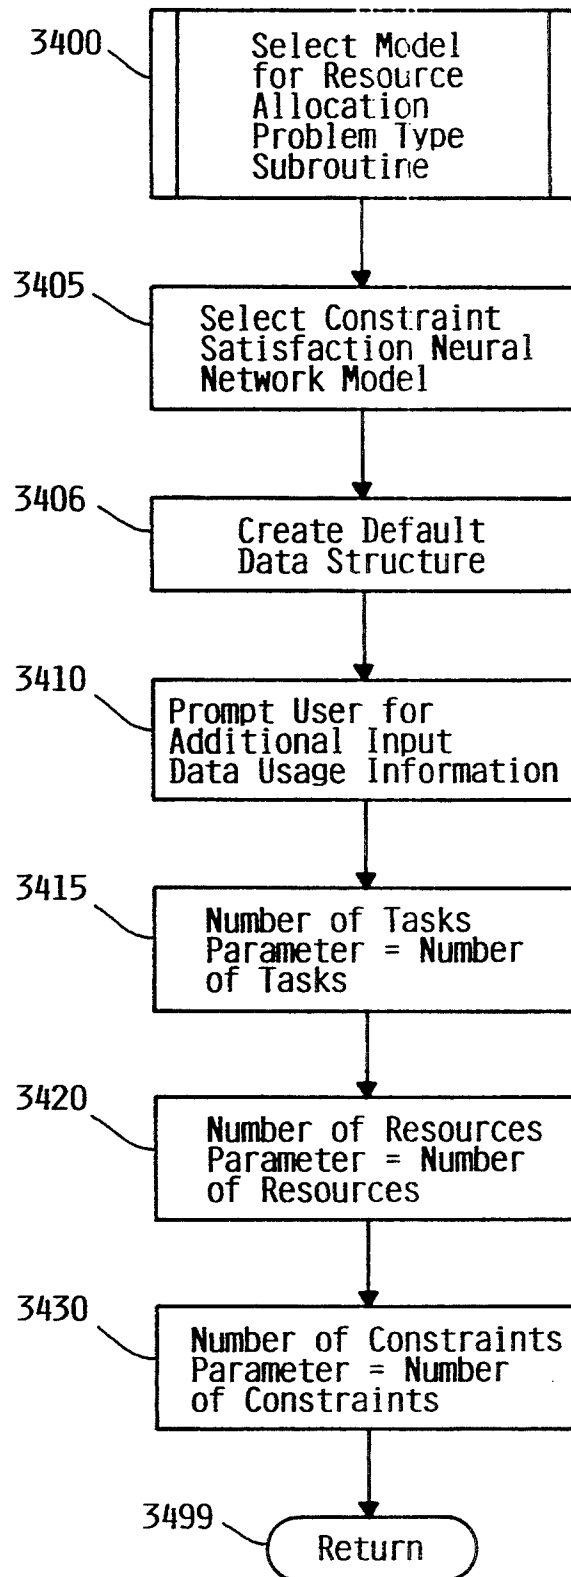 3400
Select Model
for Resource
Allocation
Problem Type
Subroutine
3405
Select Constraint
Satisfaction Neural
Network Model
3406
Create Default
Data Structure
3410
Prompt User for
Additional Input
Data Usage Information
3415
Number of Tasks
Parameter = Number
of Tasks
3420
Number of Resources
Parameter = Number
of Resources
3430
Number of Constraints
Parameter = Number
of Constraints
3499
Return